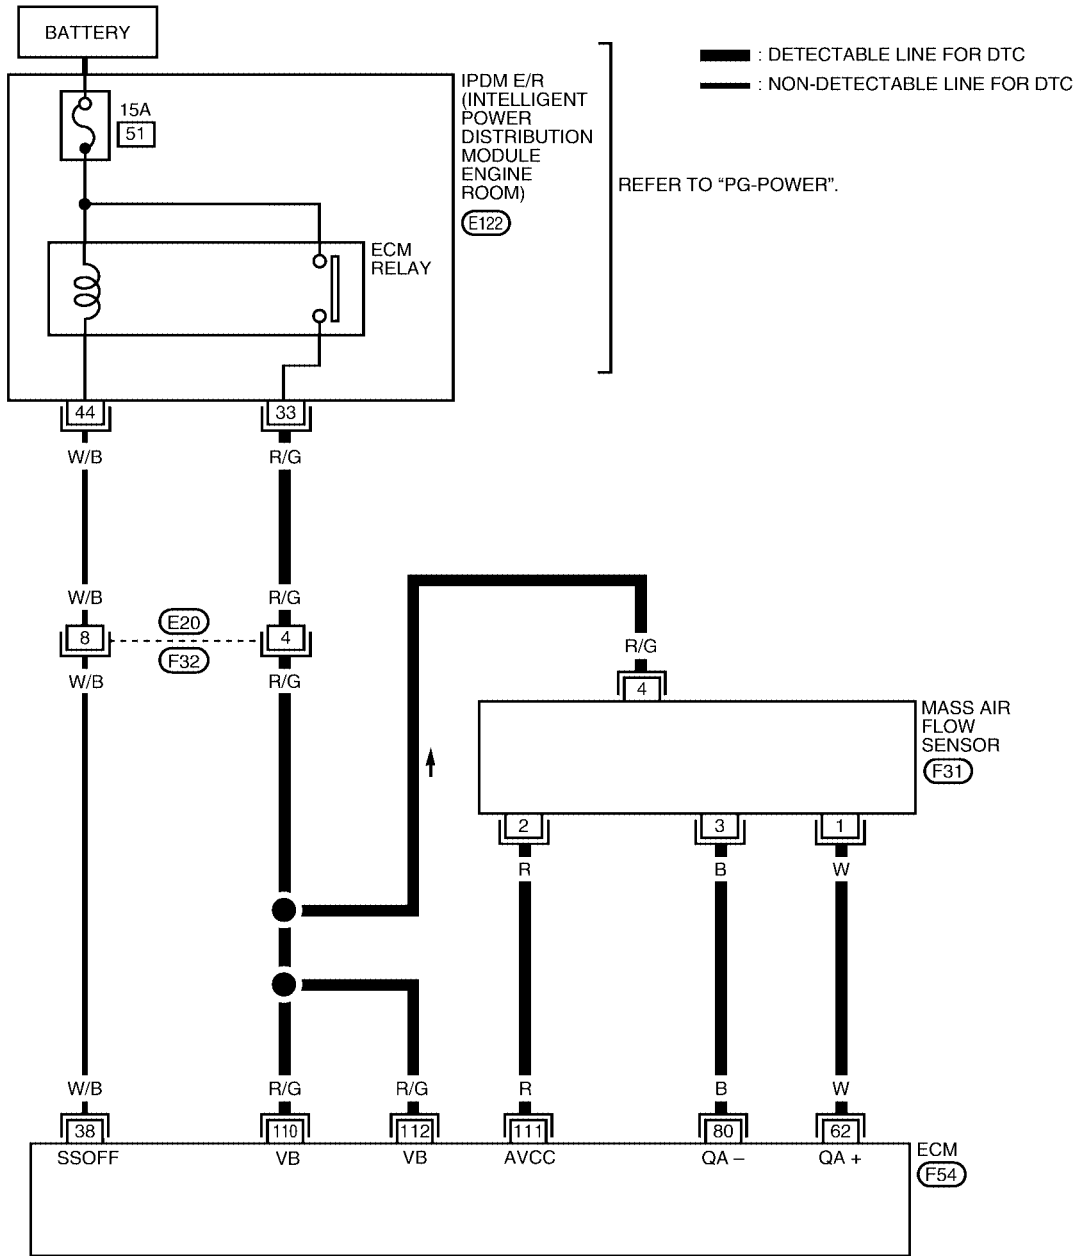 BATTERY
: DETECTABLE LINE FOR DTC
: NON-DETECTABLE LINE FOR DTC
15A
51
IPDM E/R
(INTELLIGENT
POWER
DISTRIBUTION
MODULE
ENGINE
ROOM)
E122
REFER TO “PG-POWER”.
ECM
RELAY
44
33
W/B
R/G
W/B
R/G
8
E20
F32
4
W/B
R/G
R/G
4
MASS AIR
FLOW
SENSOR
F31
2
3
1
R
B
W
W/B
R/G
R/G
R
B
W
38
110
112
111
80
62
SSOFF
VB
VB
AVCC
QA –
QA +
ECM
F54